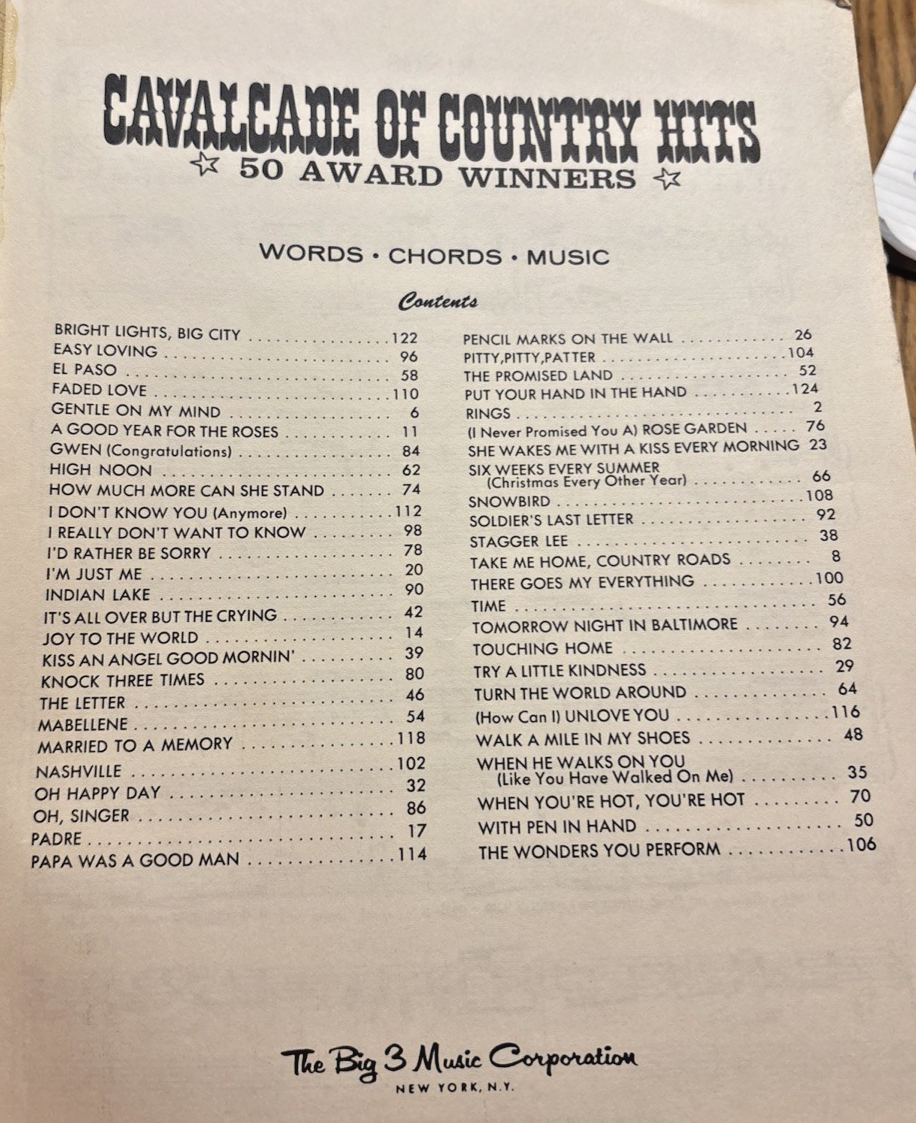 CAVALCADE OF COUNTRY HITS
☆ 50 AWARD WINNERS ☆
WORDS • CHORDS • MUSIC
Contents
BRIGHT LIGHTS, BIG CITY . . . . . . . . . . . . . . 122
EASY LOVING . . . . . . . . . . . . . . 96
EL PASO . . . . . . . . . . . . . . 58
FADED LOVE . . . . . . . . . . . . . . 110
GENTLE ON MY MIND . . . . . . . . . . . . . . 6
A GOOD YEAR FOR THE ROSES . . . . . . . . . . . 11
GWEN (Congratulations) . . . . . . . . . . . . . . 84
HIGH NOON . . . . . . . . . . . . . . 62
HOW MUCH MORE CAN SHE STAND . . . . . . . 74
I DON'T KNOW YOU (Anymore) . . . . . . . . . . . . 112
I REALLY DON'T WANT TO KNOW . . . . . . . . . 98
I'D RATHER BE SORRY . . . . . . . . . . . . . . 78
I'M JUST ME . . . . . . . . . . . . . . 20
INDIAN LAKE . . . . . . . . . . . . . . 90
IT'S ALL OVER BUT THE CRYING . . . . . . . . . . . . 42
JOY TO THE WORLD . . . . . . . . . . . . . . 14
KISS AN ANGEL GOOD MORNIN' . . . . . . . . . . 39
KNOCK THREE TIMES . . . . . . . . . . . . . . 80
THE LETTER . . . . . . . . . . . . . . 46
MABELLENE . . . . . . . . . . . . . . 54
MARRIED TO A MEMORY . . . . . . . . . . . . . . 118
NASHVILLE . . . . . . . . . . . . . . 102
OH HAPPY DAY . . . . . . . . . . . . . . 32
OH, SINGER . . . . . . . . . . . . . . 86
PADRE . . . . . . . . . . . . . . 17
PAPA WAS A GOOD MAN . . . . . . . . . . . . . . 114
PENCIL MARKS ON THE WALL . . . . . . . . . . . 26
PITTY,PITTY,PATTER . . . . . . . . . . . . . . 104
THE PROMISED LAND . . . . . . . . . . . . . . 52
PUT YOUR HAND IN THE HAND . . . . . . . . . . . 124
RINGS . . . . . . . . . . . . . . 2
(I Never Promised You A) ROSE GARDEN . . . . . 76
SHE WAKES ME WITH A KISS EVERY MORNING 23
SIX WEEKS EVERY SUMMER
(Christmas Every Other Year) . . . . . . . . . . . 66
SNOWBIRD . . . . . . . . . . . . . . 108
SOLDIER'S LAST LETTER . . . . . . . . . . . . . . 92
STAGGER LEE . . . . . . . . . . . . . . 38
TAKE ME HOME, COUNTRY ROADS . . . . . . . . 8
THERE GOES MY EVERYTHING . . . . . . . . . . . 100
TIME . . . . . . . . . . . . . . 56
TOMORROW NIGHT IN BALTIMORE . . . . . . . . 94
TOUCHING HOME . . . . . . . . . . . . . . 82
TRY A LITTLE KINDNESS . . . . . . . . . . . . . . 29
TURN THE WORLD AROUND . . . . . . . . . . . . . 64
(How Can I) UNLOVE YOU . . . . . . . . . . . . . . 116
WALK A MILE IN MY SHOES . . . . . . . . . . . . 48
WHEN HE WALKS ON YOU
(Like You Have Walked On Me) . . . . . . . . . . 35
WHEN YOU'RE HOT, YOU'RE HOT . . . . . . . . . 70
WITH PEN IN HAND . . . . . . . . . . . . . . 50
THE WONDERS YOU PERFORM . . . . . . . . . . . 106
The Big 3 Music Corporation
NEW YORK, N.Y.